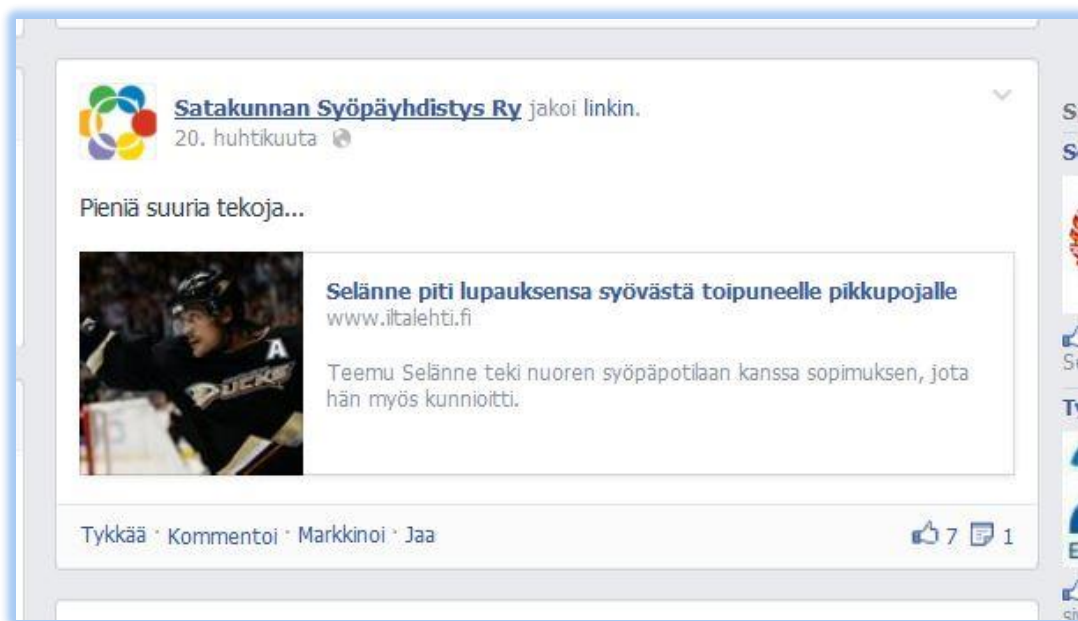 Satakunnan Syöpäyhdistys Ry jakoi linkin.
20. huhtikuuta
Pieniä suuria tekoja...
Selänne piti lupauksensa syövästä toipuneelle pikkupojalle
www.iltalehti.fi
Teemu Selänne teki nuoren syöpäpotilaan kanssa sopimuksen, jota
hän myös kunnioitti.
A
DUCKS
Tykkää · Kommentoi · Markkinoi · Jaa
7 1